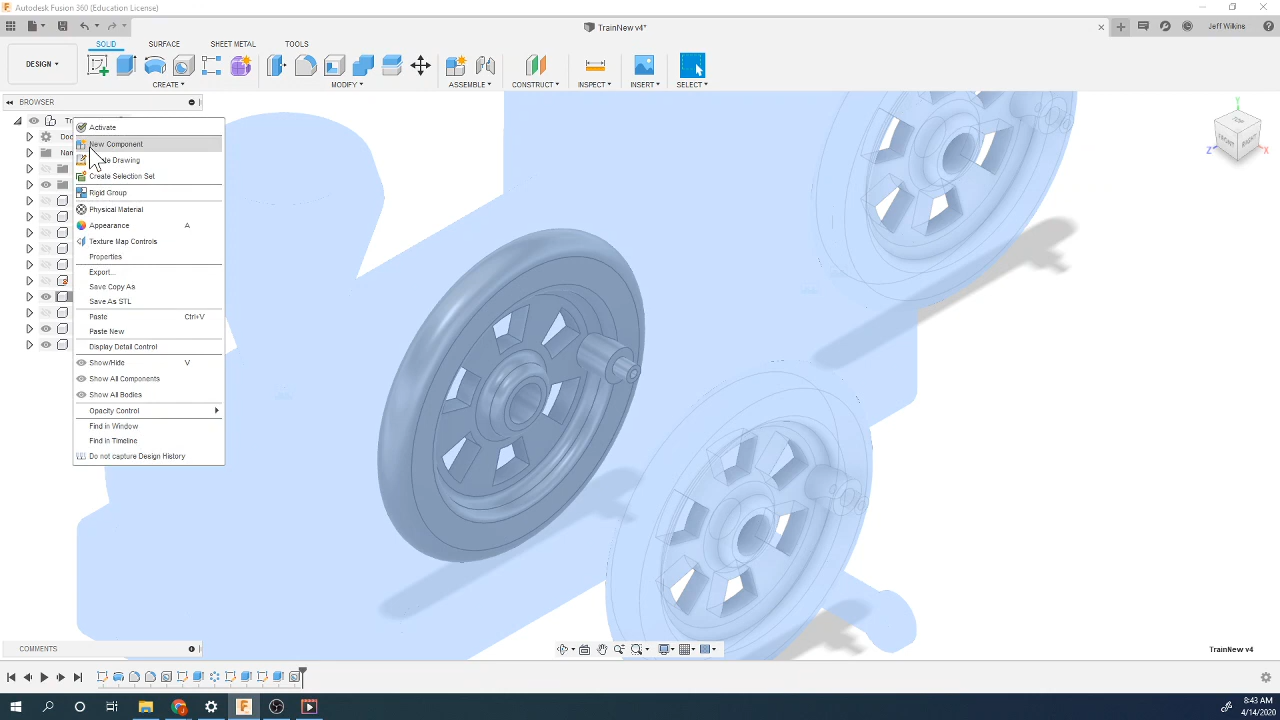 Autodesk Fusion 360 (Education License)
TrainNew v4*
Jeff Wilkins
DESIGN
SOLID SURFACE SHEET METAL TOOLS
CREATE MODIFY ASSEMBLE CONSTRUCT INSPECT INSERT SELECT
BROWSER
Activate
New Component
Drawing
Create Selection Set
Rigid Group
Physical Material
Appearance A
Texture Map Controls
Properties
Export...
Save Copy As
Save As STL
Paste Ctrl+V
Paste New
Display Detail Control
Show/Hide V
Show All Components
Show All Bodies
Opacity Control
Find in Window
Find in Timeline
Do not capture Design History
TOP
FRONT
RIGHT
Y
Z
X
COMMENTS
TrainNew v4
8:43 AM
4/14/2020